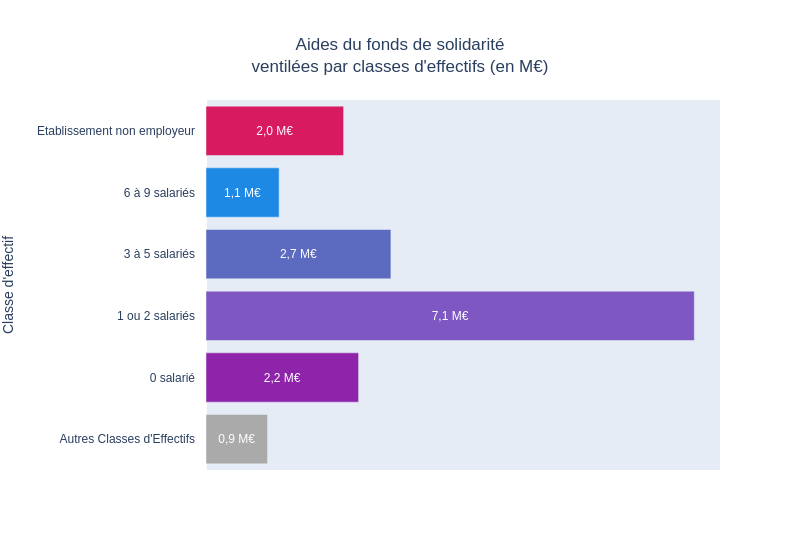 Aides du fonds de solidarité
ventilées par classes d'effectifs (en M€)
Classe d'effectif
Etablissement non employeur
2,0 M€
6 à 9 salariés
1,1 M€
3 à 5 salariés
2,7 M€
1 ou 2 salariés
7,1 M€
0 salarié
2,2 M€
Autres Classes d'Effectifs
0,9 M€